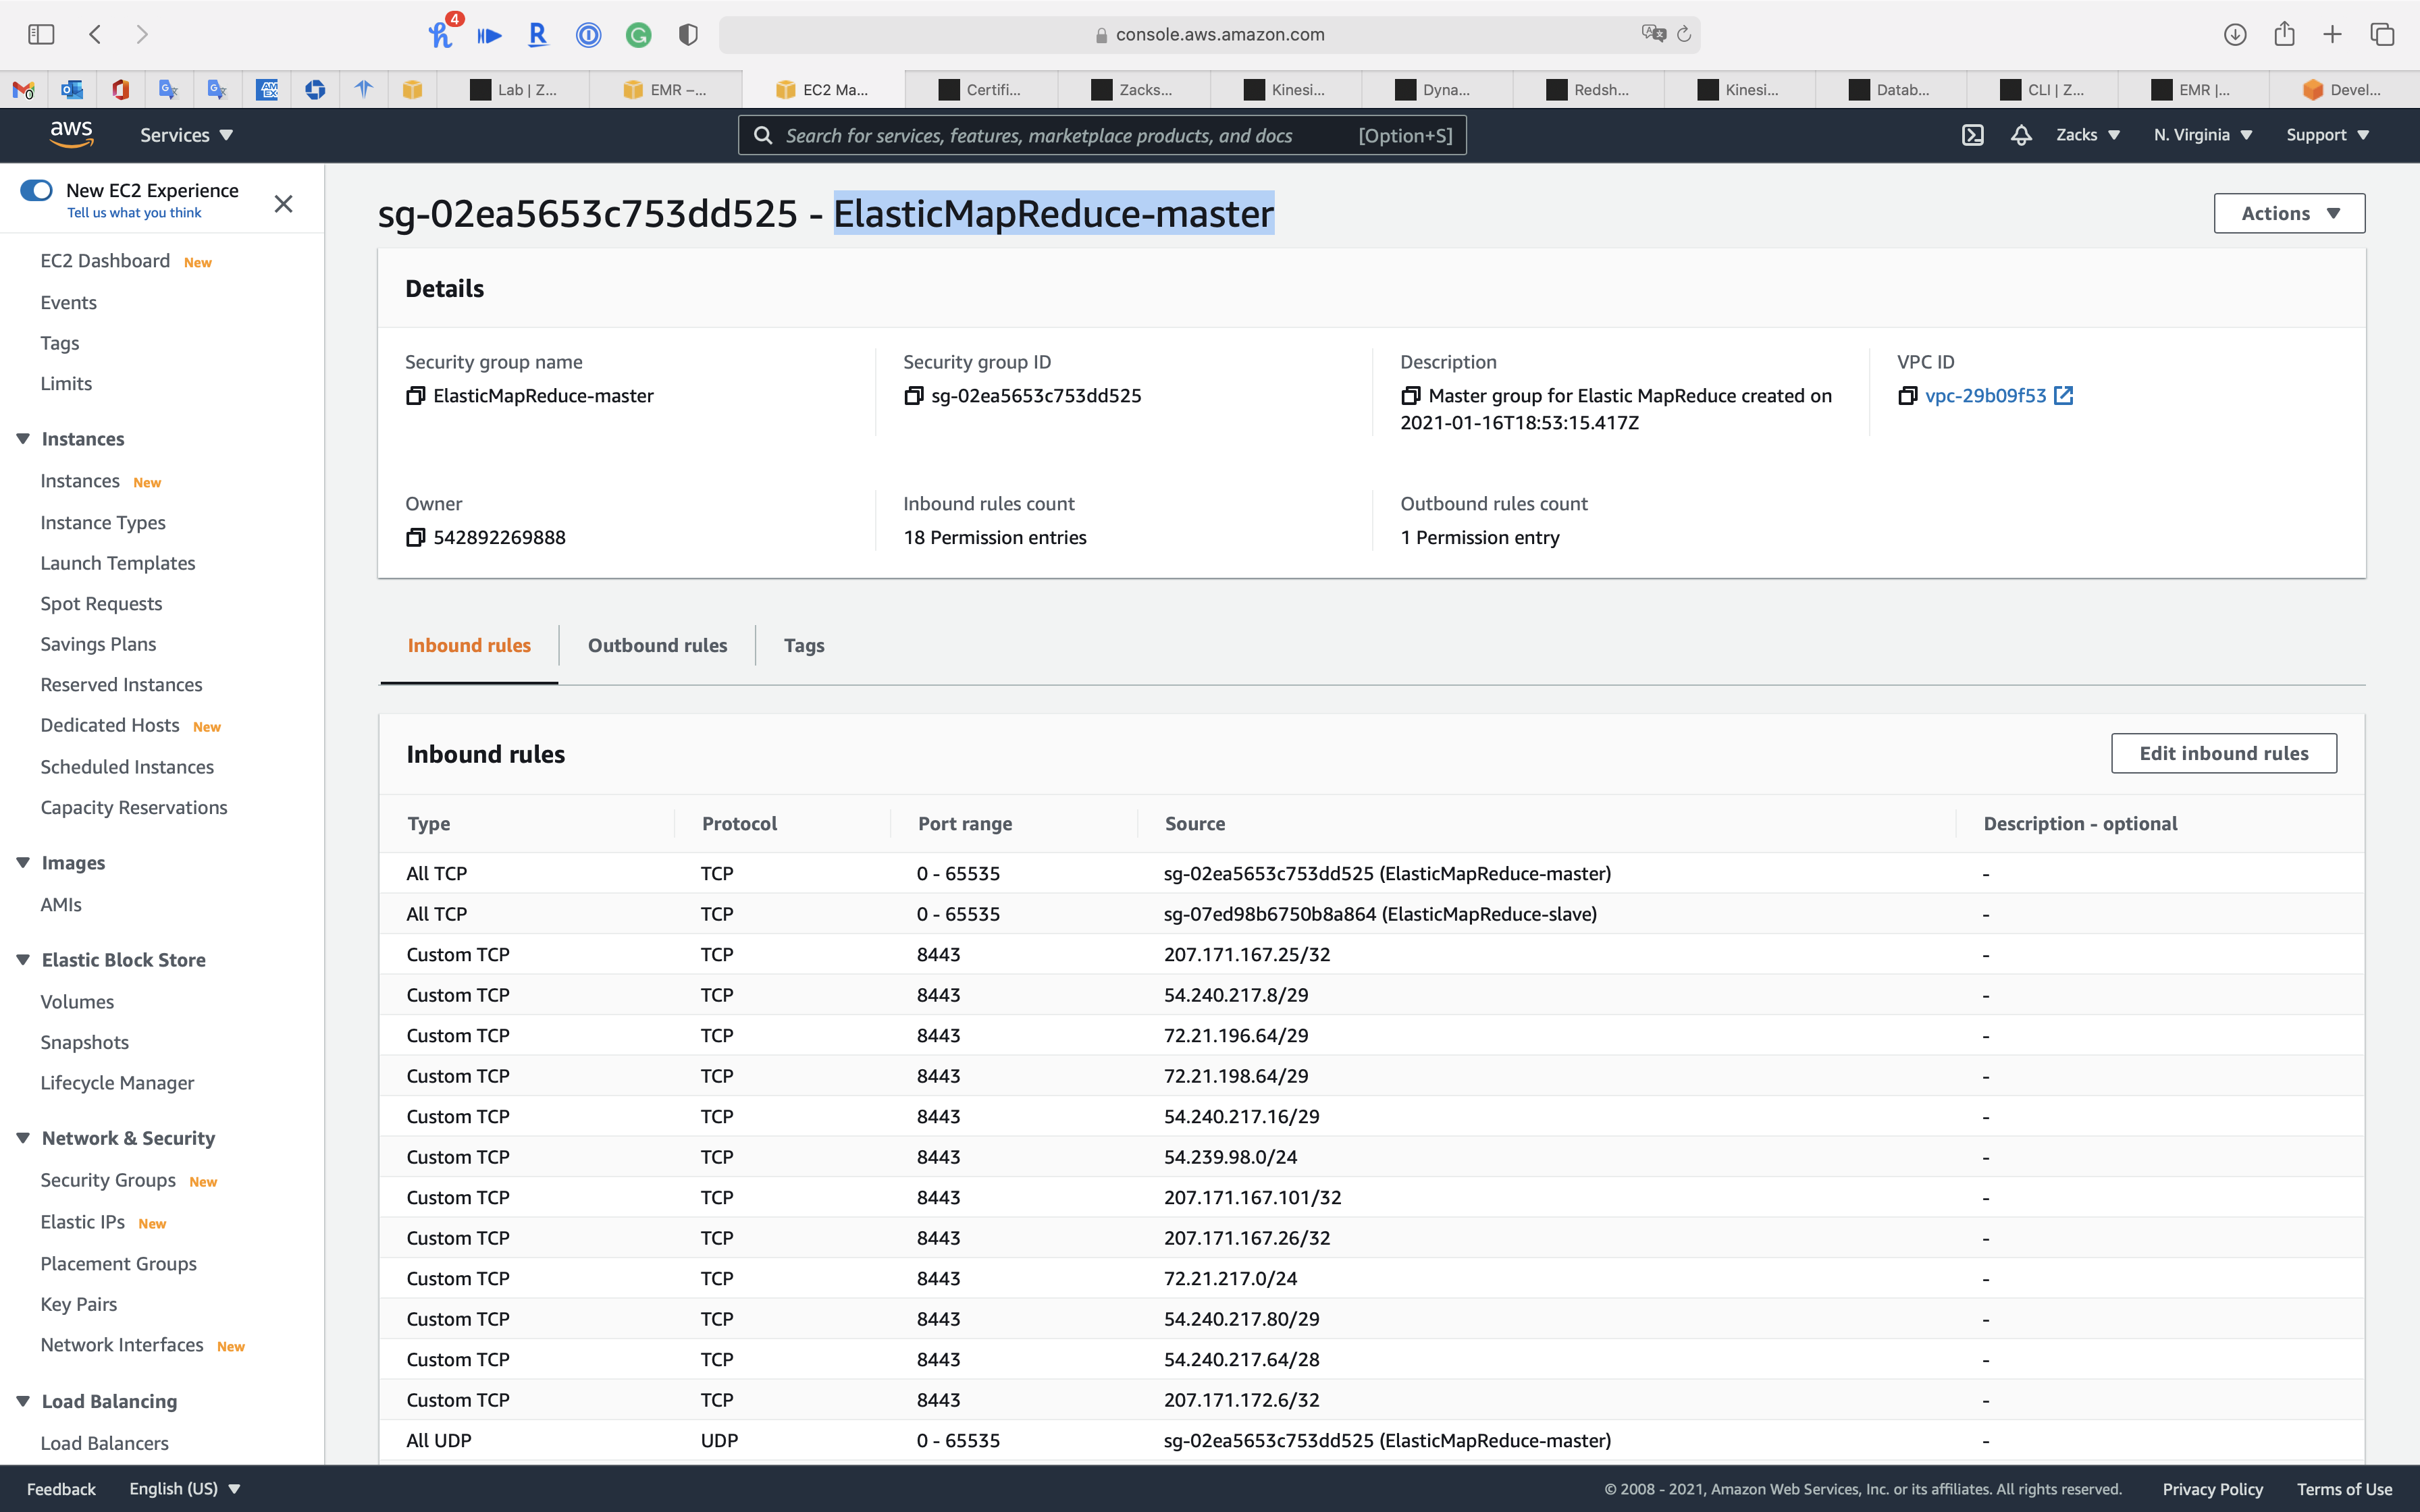 4
console.aws.amazon.com
0
AM EX
Lab | Z...
EMR –...
EC2 Ma...
Certifi...
Zacks...
Kinesi...
Dyna...
Redsh...
Kinesi...
Datab...
CLI | Z...
EMR |...
Devel...
aws
Services
Search for services, features, marketplace products, and docs [Option+S]
Zacks
N. Virginia
Support
New EC2 Experience
Tell us what you think
EC2 Dashboard New
Events
Tags
Limits
Instances
Instances New
Instance Types
Launch Templates
Spot Requests
Savings Plans
Reserved Instances
Dedicated Hosts New
Scheduled Instances
Capacity Reservations
Images
AMIs
Elastic Block Store
Volumes
Snapshots
Lifecycle Manager
Network & Security
Security Groups New
Elastic IPs New
Placement Groups
Key Pairs
Network Interfaces New
Load Balancing
Load Balancers
sg-02ea5653c753dd525 - ElasticMapReduce-master
Actions
Details
Security group name
ElasticMapReduce-master
Security group ID
sg-02ea5653c753dd525
Description
Master group for Elastic MapReduce created on
2021-01-16T18:53:15.417Z
VPC ID
vpc-29b09f53
Owner
542892269888
Inbound rules count
18 Permission entries
Outbound rules count
1 Permission entry
Inbound rules
Outbound rules
Tags
Inbound rules
Edit inbound rules
Type Protocol Port range Source Description - optional
All TCP TCP 0 - 65535 sg-02ea5653c753dd525 (ElasticMapReduce-master) -
All TCP TCP 0 - 65535 sg-07ed98b6750b8a864 (ElasticMapReduce-slave) -
Custom TCP TCP 8443 207.171.167.25/32 -
Custom TCP TCP 8443 54.240.217.8/29 -
Custom TCP TCP 8443 72.21.196.64/29 -
Custom TCP TCP 8443 72.21.198.64/29 -
Custom TCP TCP 8443 54.240.217.16/29 -
Custom TCP TCP 8443 54.239.98.0/24 -
Custom TCP TCP 8443 207.171.167.101/32 -
Custom TCP TCP 8443 207.171.167.26/32 -
Custom TCP TCP 8443 72.21.217.0/24 -
Custom TCP TCP 8443 54.240.217.80/29 -
Custom TCP TCP 8443 54.240.217.64/28 -
Custom TCP TCP 8443 207.171.172.6/32 -
All UDP UDP 0 - 65535 sg-02ea5653c753dd525 (ElasticMapReduce-master) -
Feedback
English (US)
© 2008 - 2021, Amazon Web Services, Inc. or its affiliates. All rights reserved.
Privacy Policy
Terms of Use